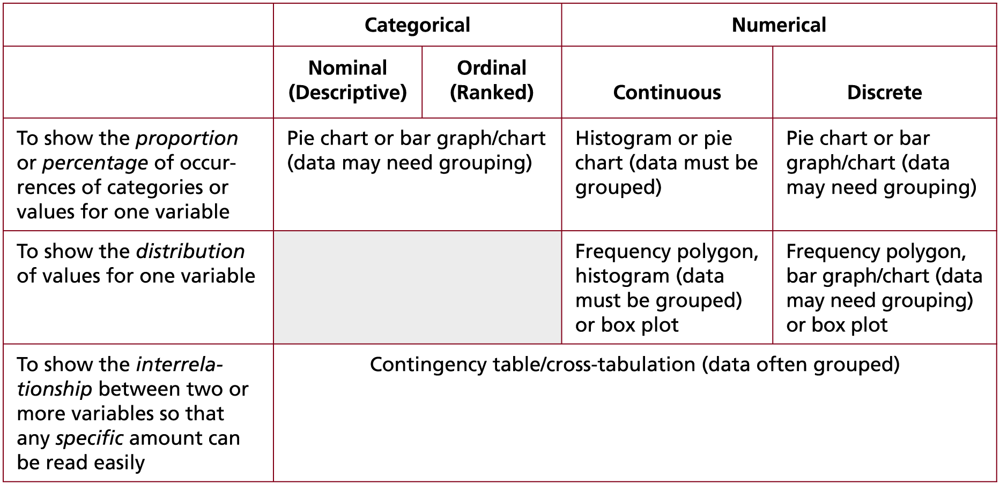 Categorical
Numerical
Nominal
(Descriptive)
Ordinal
(Ranked)
Continuous
Discrete
To show the proportion
or percentage of occur-
rences of categories or
values for one variable
Pie chart or bar graph/chart
(data may need grouping)
Histogram or pie
chart (data must be
grouped)
Pie chart or bar
graph/chart (data
may need grouping)
To show the distribution
of values for one variable
Frequency polygon,
histogram (data
must be grouped)
or box plot
Frequency polygon,
bar graph/chart (data
may need grouping)
or box plot
To show the interrela-
tionship between two or
more variables so that
any specific amount can
be read easily
Contingency table/cross-tabulation (data often grouped)